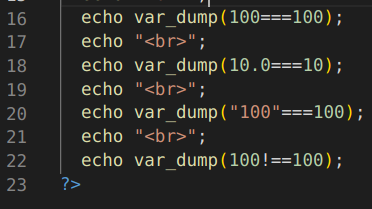 16 echo var_dump(100===100);
17 echo "<br>";
18 echo var_dump(10.0===10);
19 echo "<br>";
20 echo var_dump("100"===100);
21 echo "<br>";
22 echo var_dump(100!==100);
23 ?>